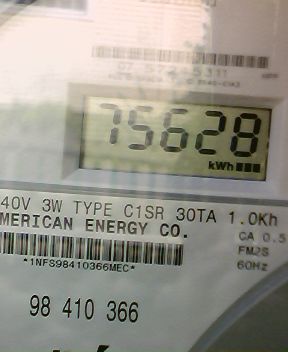 75628
kWh
40V 3W TYPE C1SR 30TA 1.0Kh
MERICAN ENERGY CO.
CA 0.5
FM2S
*1NFS98410366MEC*
60Hz
98 410 366